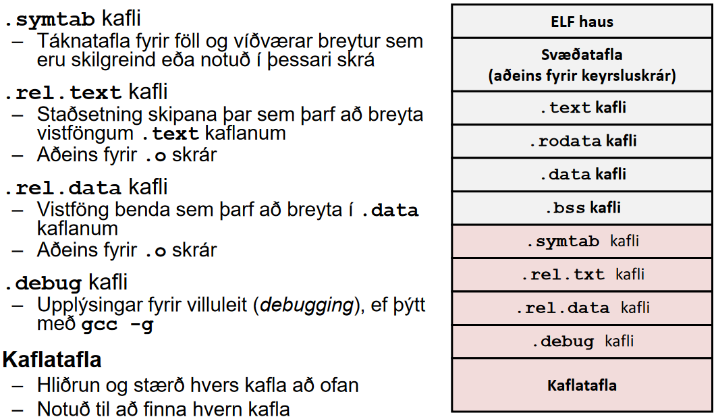 .symtab kafli
– Táknatafla fyrir föll og víðværar breytur sem
eru skilgreind eða notuð í þessari skrá
.rel.text kafli
– Staðsetning skipana þar sem þarf að breyta
vistföngum .text kaflanum
– Aðeins fyrir .o skrár
.rel.data kafli
– Vistföng benda sem þarf að breyta í .data
kaflanum
– Aðeins fyrir .o skrár
.debug kafli
– Upplýsingar fyrir villuleit (debugging), ef þýtt
með gcc -g
Kaflatafla
– Hliðrun og stærð hvers kafla að ofan
– Notuð til að finna hvern kafla
ELF haus
Svæðatafla
(aðeins fyrir keyrsluskrár)
.text kafli
.rodata kafli
.data kafli
.bss kafli
.symtab kafli
.rel.txt kafli
.rel.data kafli
.debug kafli
Kaflatafla